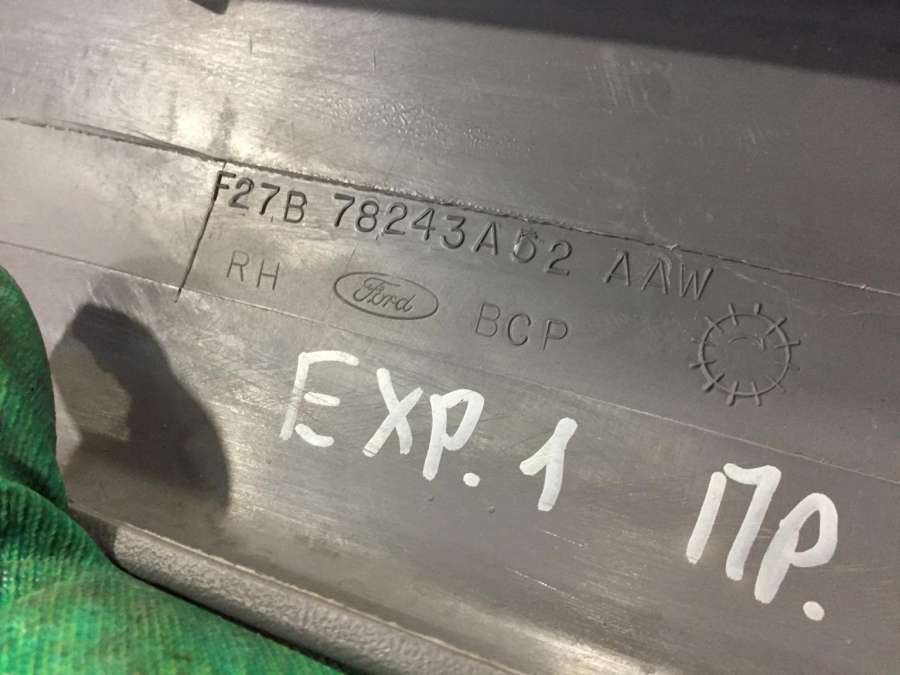 F27B 78243A52 AAW
RH Ford BCP
EXP. 1 ПР.